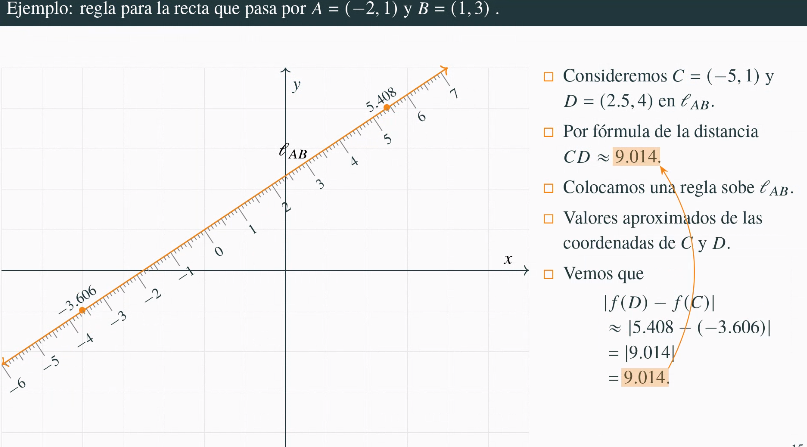 Ejemplo: regla para la recta que pasa por A = (−2, 1) y B = (1, 3) .
y
x
ℓAB
5.408
−3.606
−6
−5
−4
−3
−2
−1
0
1
2
3
4
5
6
7
Consideremos C = (−5, 1) y
D = (2.5, 4) en ℓAB.
Por fórmula de la distancia
CD ≈ 9.014.
Colocamos una regla sobe ℓAB.
Valores aproximados de las
coordenadas de C y D.
Vemos que
|f(D) − f(C)|
≈ |5.408 − (−3.606)|
= |9.014|
= 9.014.